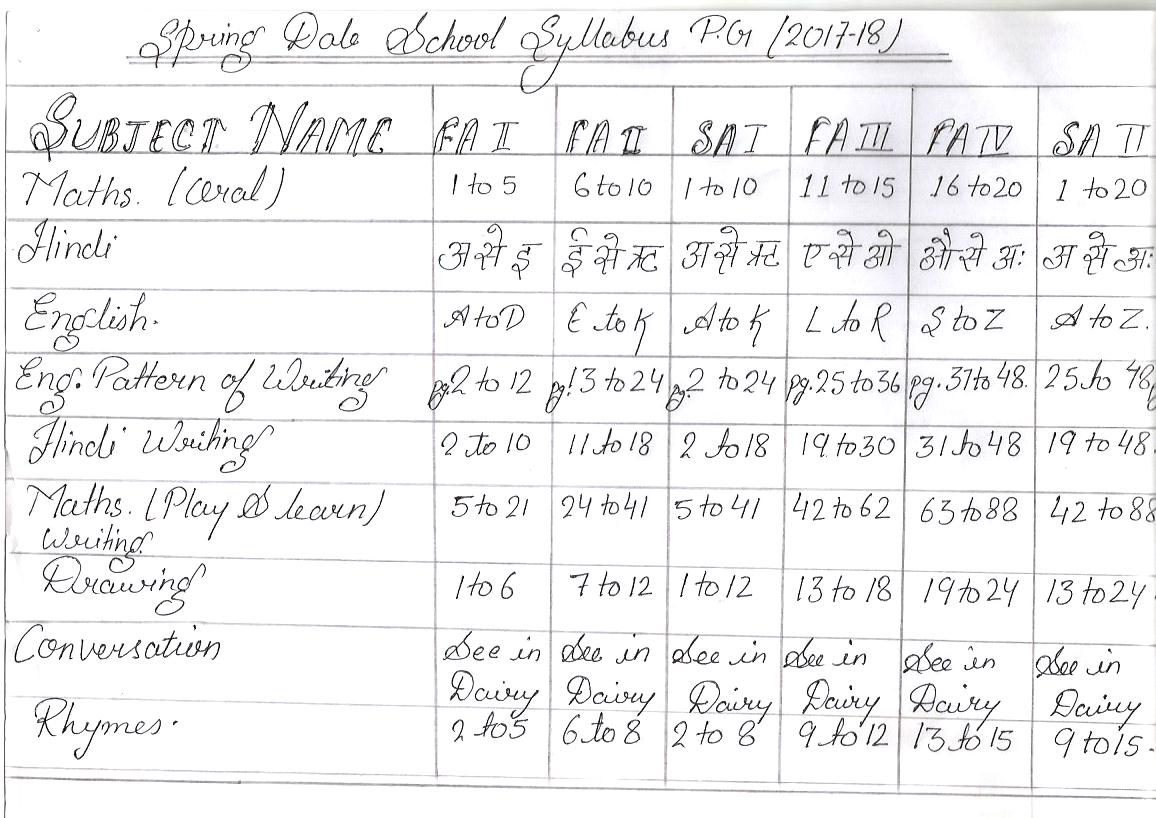 Spring Dale School Syllabus P.G (2017-18)
SUBJECT NAME FA I FA II SA I FA III FA IV SA II
Maths. (Oral) 1 to 5 6 to 10 1 to 10 11 to 15 16 to 20 1 to 20
Hindi अ से इ ई से ऋ अ से ऋ ए से ओ औ से अः अ से अः
English. A to D E to K A to K L to R S to Z A to Z.
Eng. Pattern of Writing pg.2 to 12 pg.13 to 24 pg.2 to 24 pg.25 to 36 pg.37 to 48. 25 to 48
Hindi Writing 2 to 10 11 to 18 2 to 18 19 to 30 31 to 48 19 to 48.
Maths. (Play & learn) 5 to 21 24 to 41 5 to 41 42 to 62 63 to 88 42 to 88
Writing.
Drawing 1 to 6 7 to 12 1 to 12 13 to 18 19 to 24 13 to 24.
Conversation See in See in See in See in See in See in
Dairy Dairy Dairy Dairy Dairy Dairy
Rhymes. 2 to 5 6 to 8 2 to 8 9 to 12 13 to 15 9 to 15.